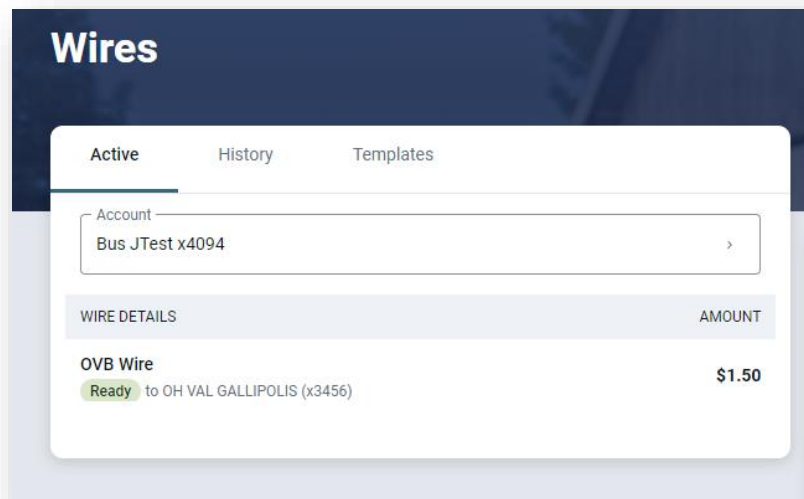 Wires
Active History Templates
Account
Bus JTest x4094
WIRE DETAILS AMOUNT
OVB Wire
$1.50
Ready to OH VAL GALLIPOLIS (x3456)